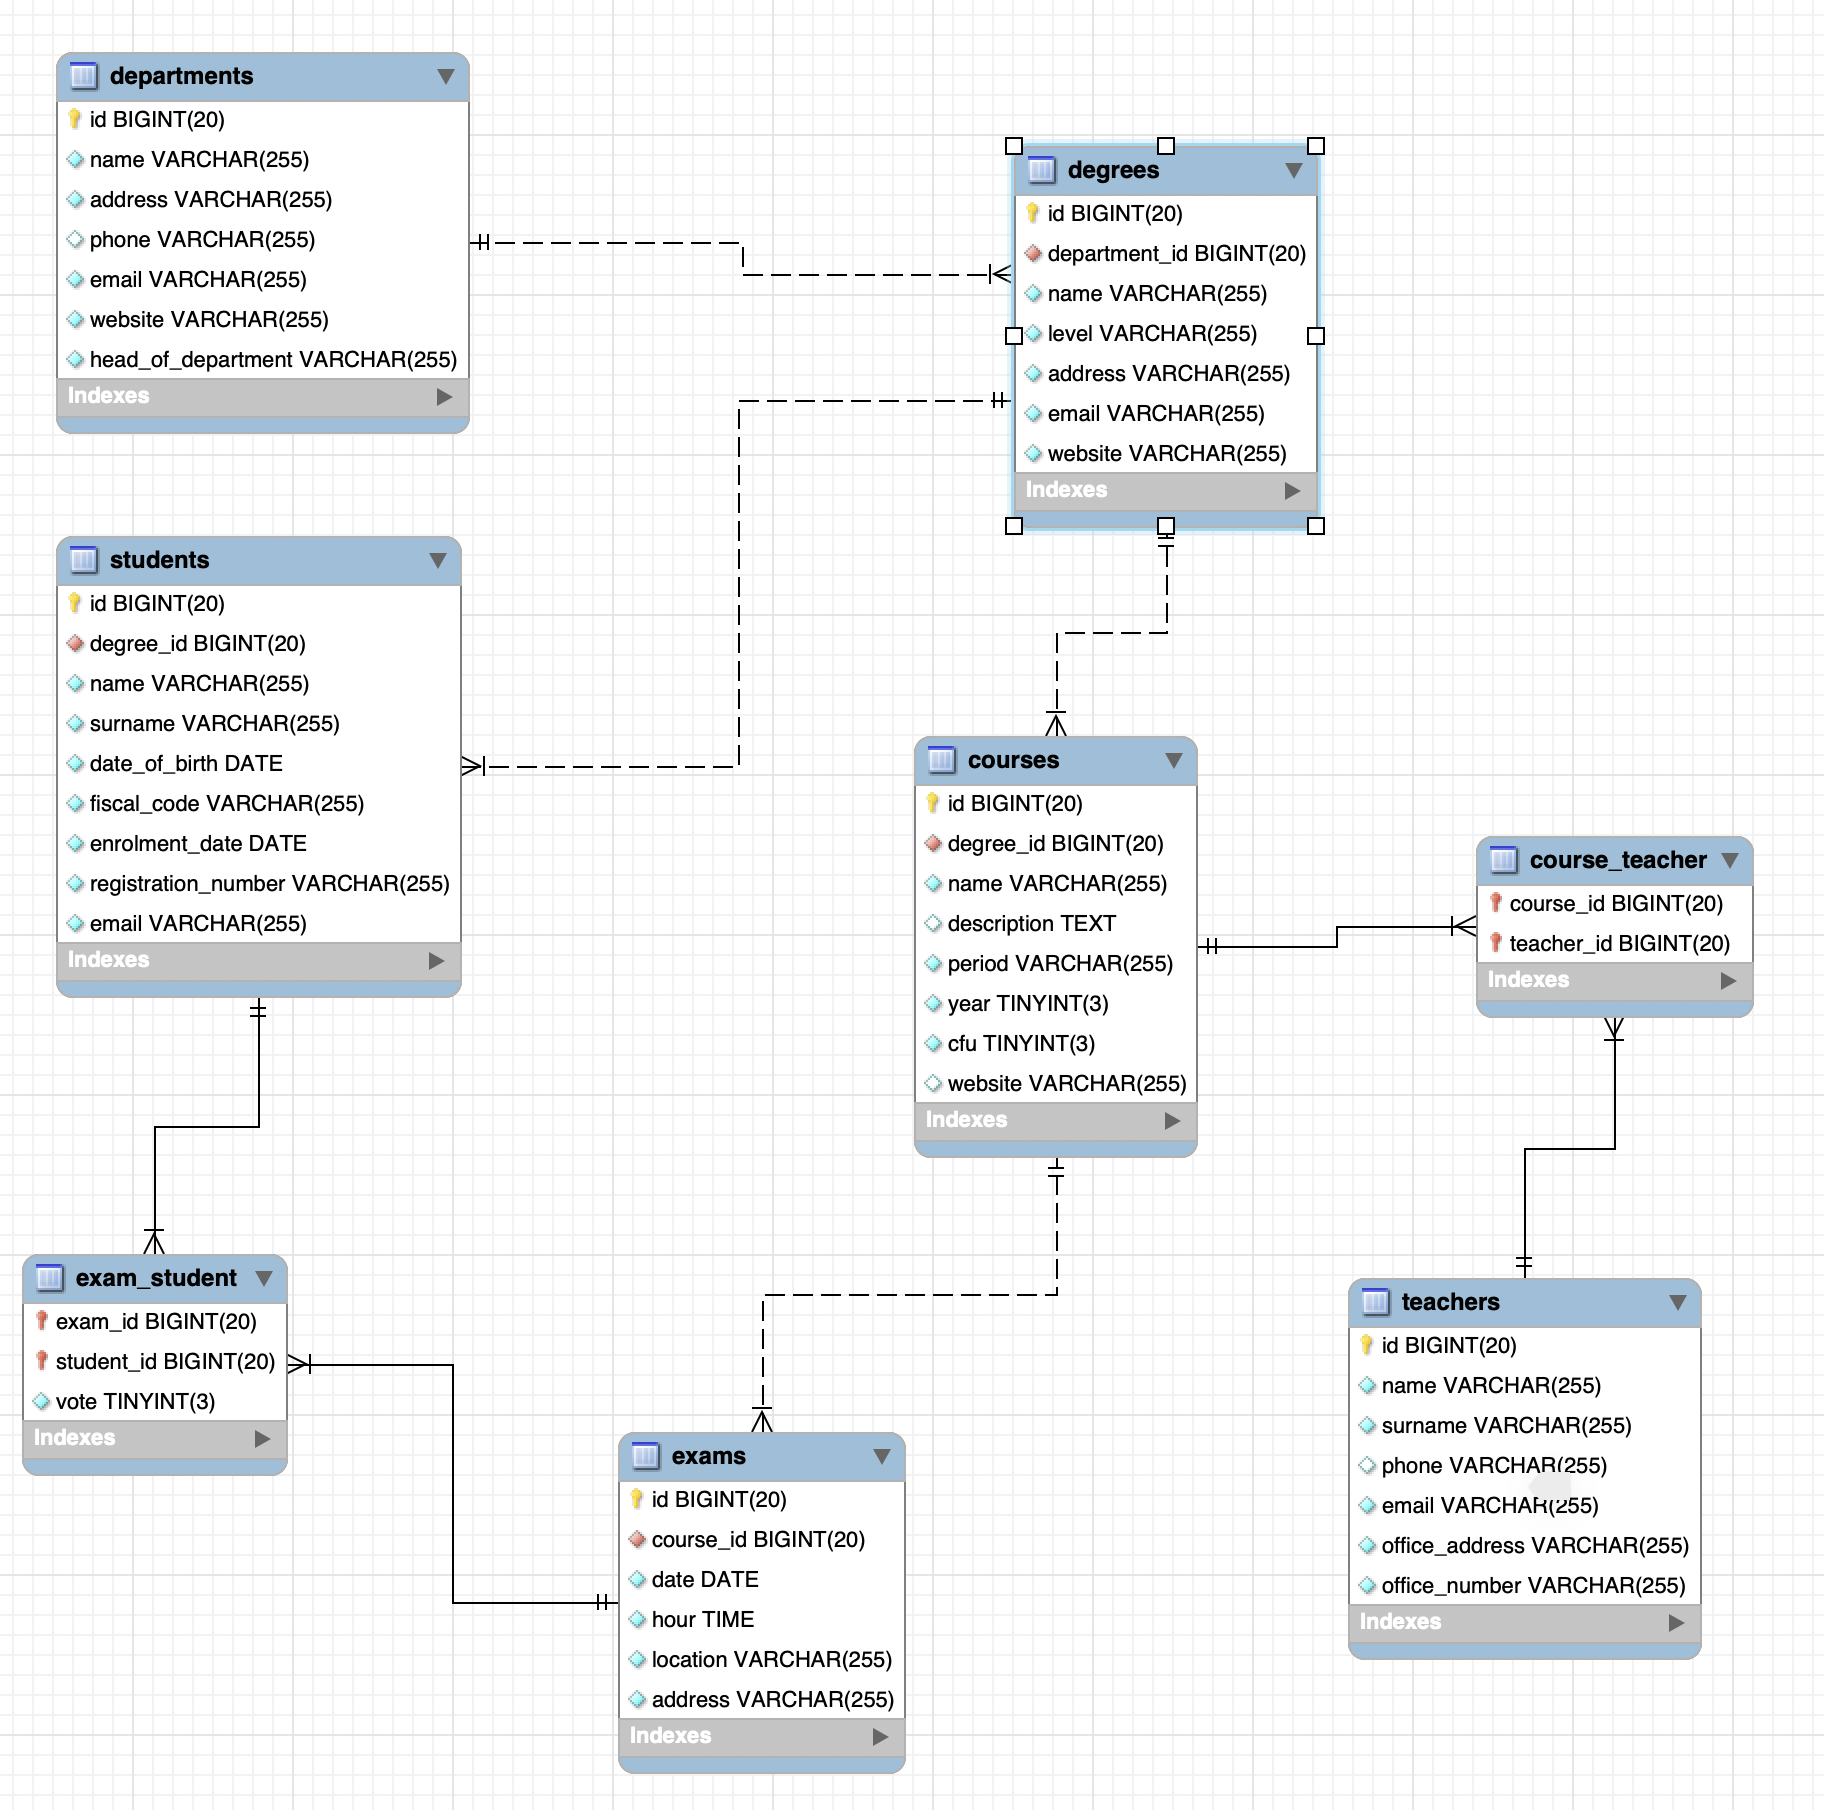 departments
id BIGINT(20)
name VARCHAR(255)
address VARCHAR(255)
phone VARCHAR(255)
email VARCHAR(255)
website VARCHAR(255)
head_of_department VARCHAR(255)
Indexes
degrees
id BIGINT(20)
department_id BIGINT(20)
name VARCHAR(255)
level VARCHAR(255)
address VARCHAR(255)
email VARCHAR(255)
website VARCHAR(255)
Indexes
students
id BIGINT(20)
degree_id BIGINT(20)
name VARCHAR(255)
surname VARCHAR(255)
date_of_birth DATE
fiscal_code VARCHAR(255)
enrolment_date DATE
registration_number VARCHAR(255)
email VARCHAR(255)
Indexes
courses
id BIGINT(20)
degree_id BIGINT(20)
name VARCHAR(255)
description TEXT
period VARCHAR(255)
year TINYINT(3)
cfu TINYINT(3)
website VARCHAR(255)
Indexes
course_teacher
course_id BIGINT(20)
teacher_id BIGINT(20)
Indexes
exam_student
exam_id BIGINT(20)
student_id BIGINT(20)
vote TINYINT(3)
Indexes
exams
id BIGINT(20)
course_id BIGINT(20)
date DATE
hour TIME
location VARCHAR(255)
address VARCHAR(255)
Indexes
teachers
id BIGINT(20)
name VARCHAR(255)
surname VARCHAR(255)
phone VARCHAR(255)
email VARCHAR(255)
office_address VARCHAR(255)
office_number VARCHAR(255)
Indexes